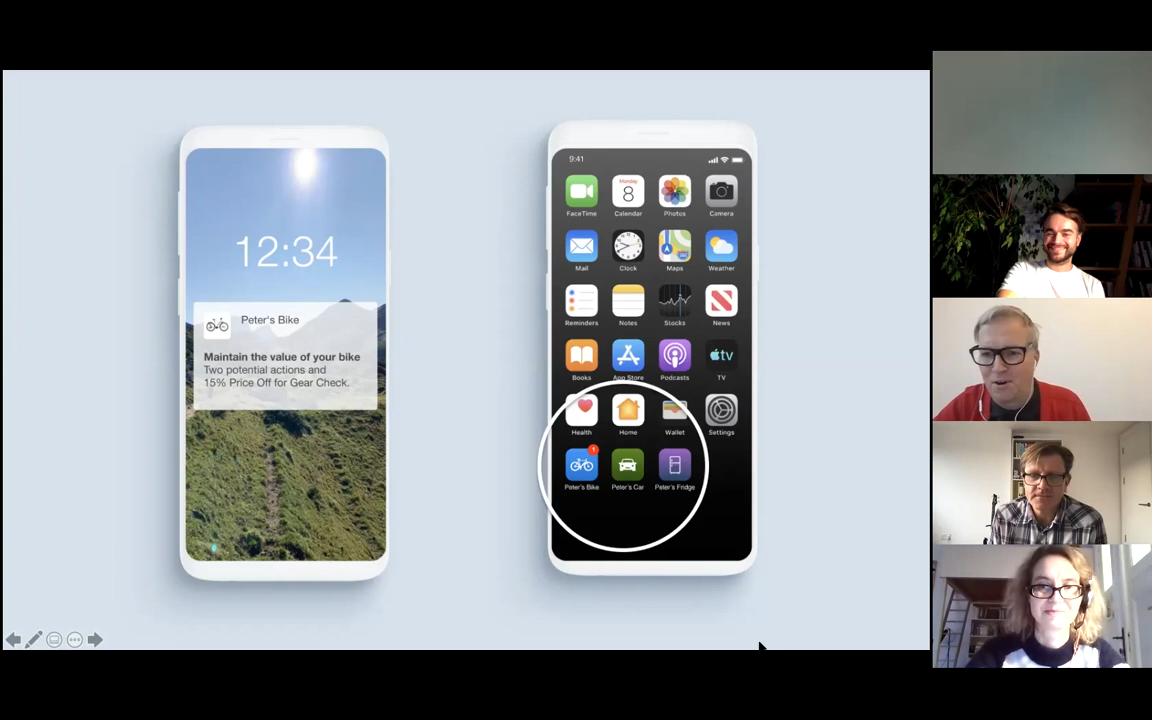 12:34
Peter's Bike
Maintain the value of your bike
Two potential actions and
15% Price Off for Gear Check.
9:41
Monday
8
FaceTime Calendar Photos Camera
Mail Clock Maps Weather
Reminders Notes Stocks News
tv
Books App Store Podcasts TV
Health Home Wallet Settings
1
Peter's Bike Peter's Car Peter's Fridge